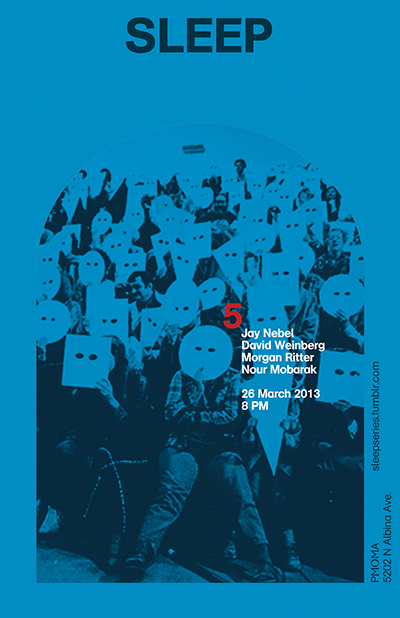 SLEEP
5
Jay Nebel
David Weinberg
Morgan Ritter
Nour Mobarak
26 March 2013
8 PM
sleepseries.tumblr.com
PMOMA
5202 N Albina Ave.